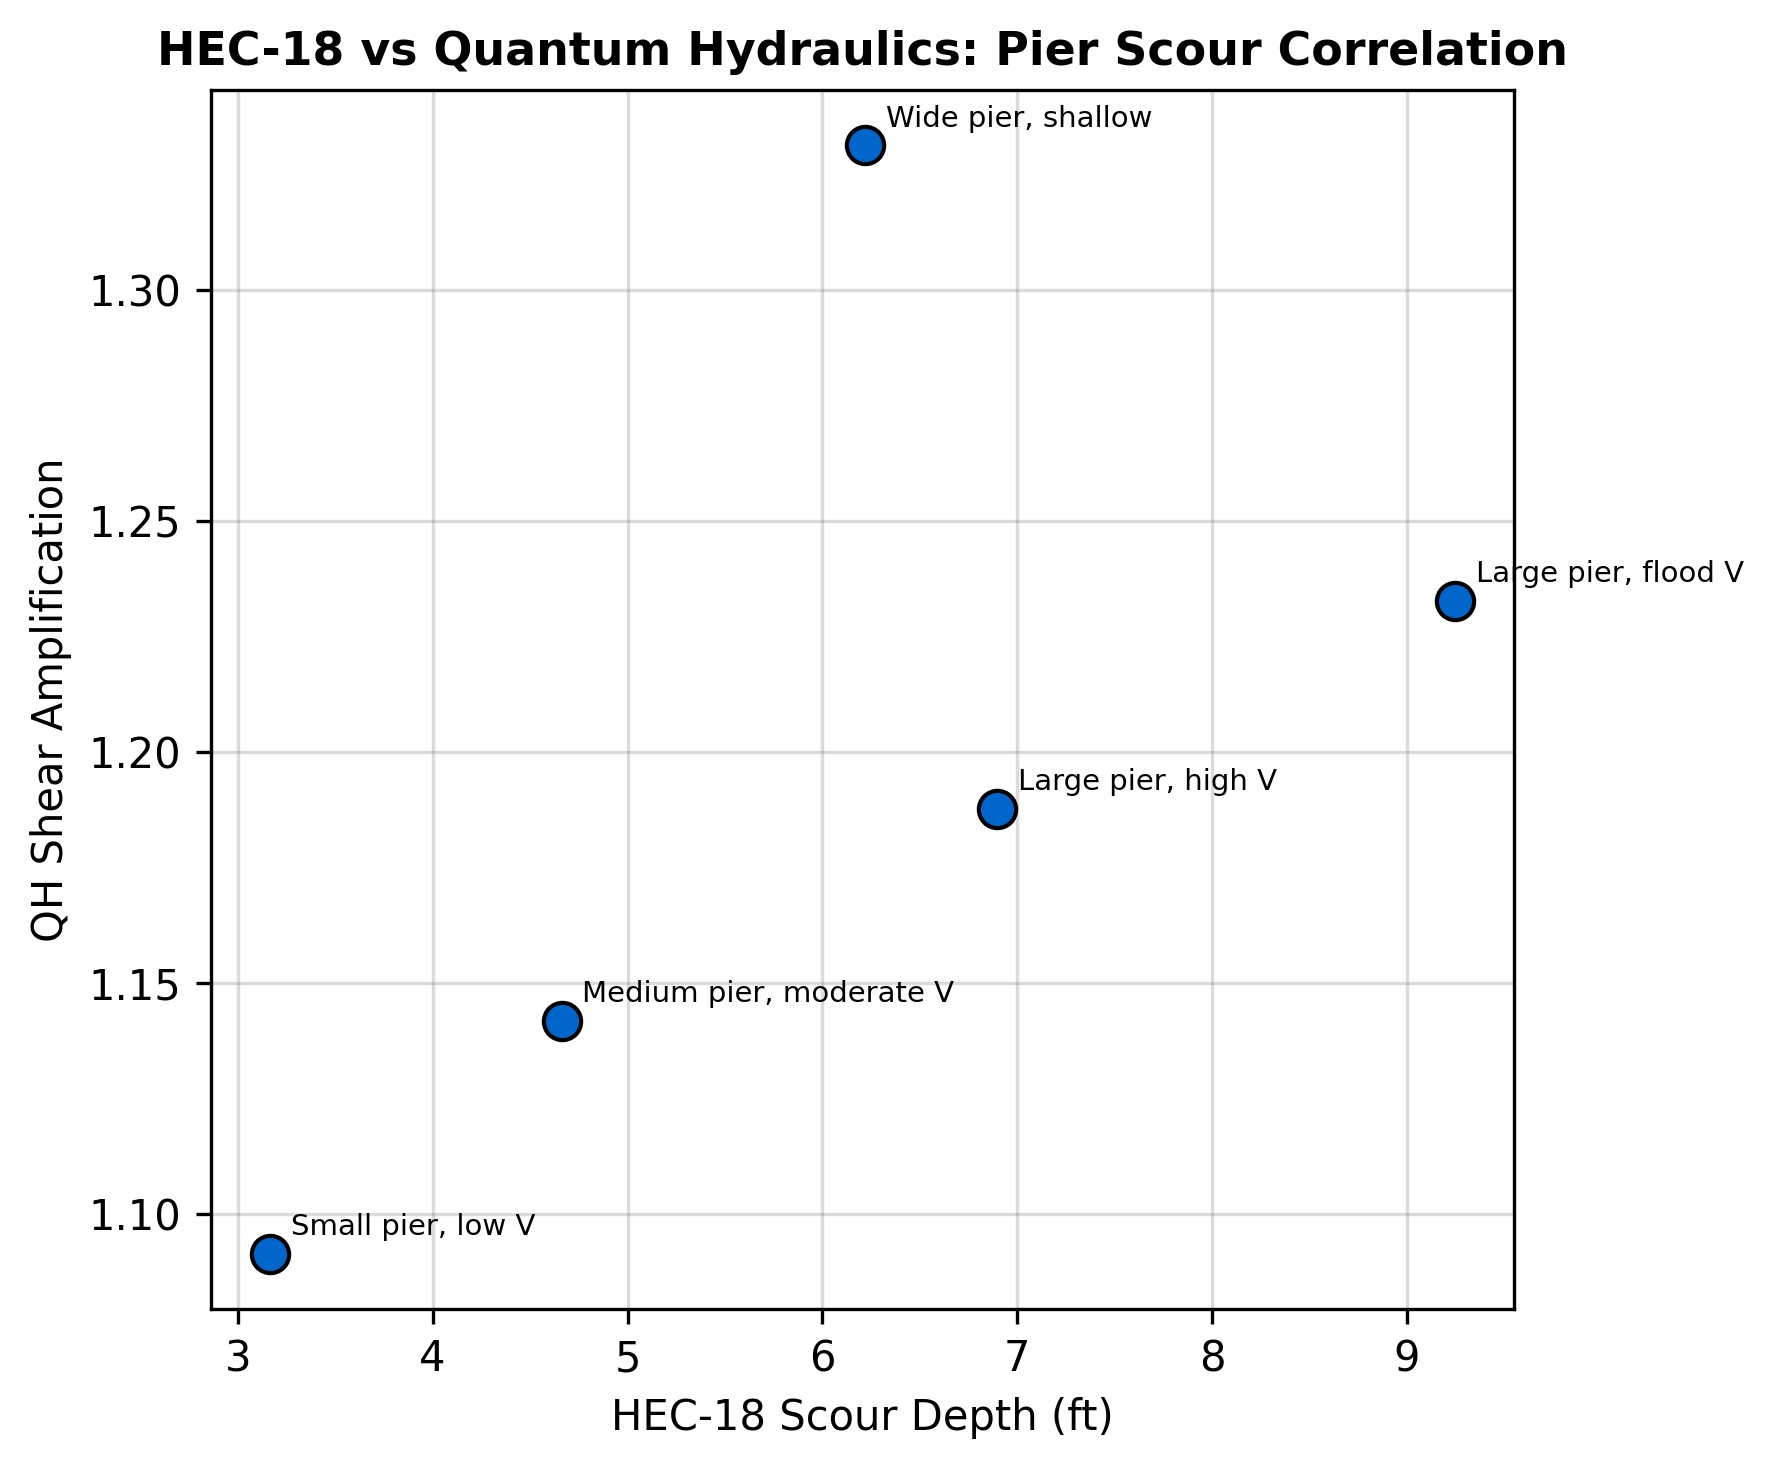 HEC-18 vs Quantum Hydraulics: Pier Scour Correlation
Wide pier, shallow
1.30
1.25
Large pier, flood V
1.20
Large pier, high V
1.15
Medium pier, moderate V
1.10
Small pier, low V
QH Shear Amplification
3 4 5 6 7 8 9
HEC-18 Scour Depth (ft)